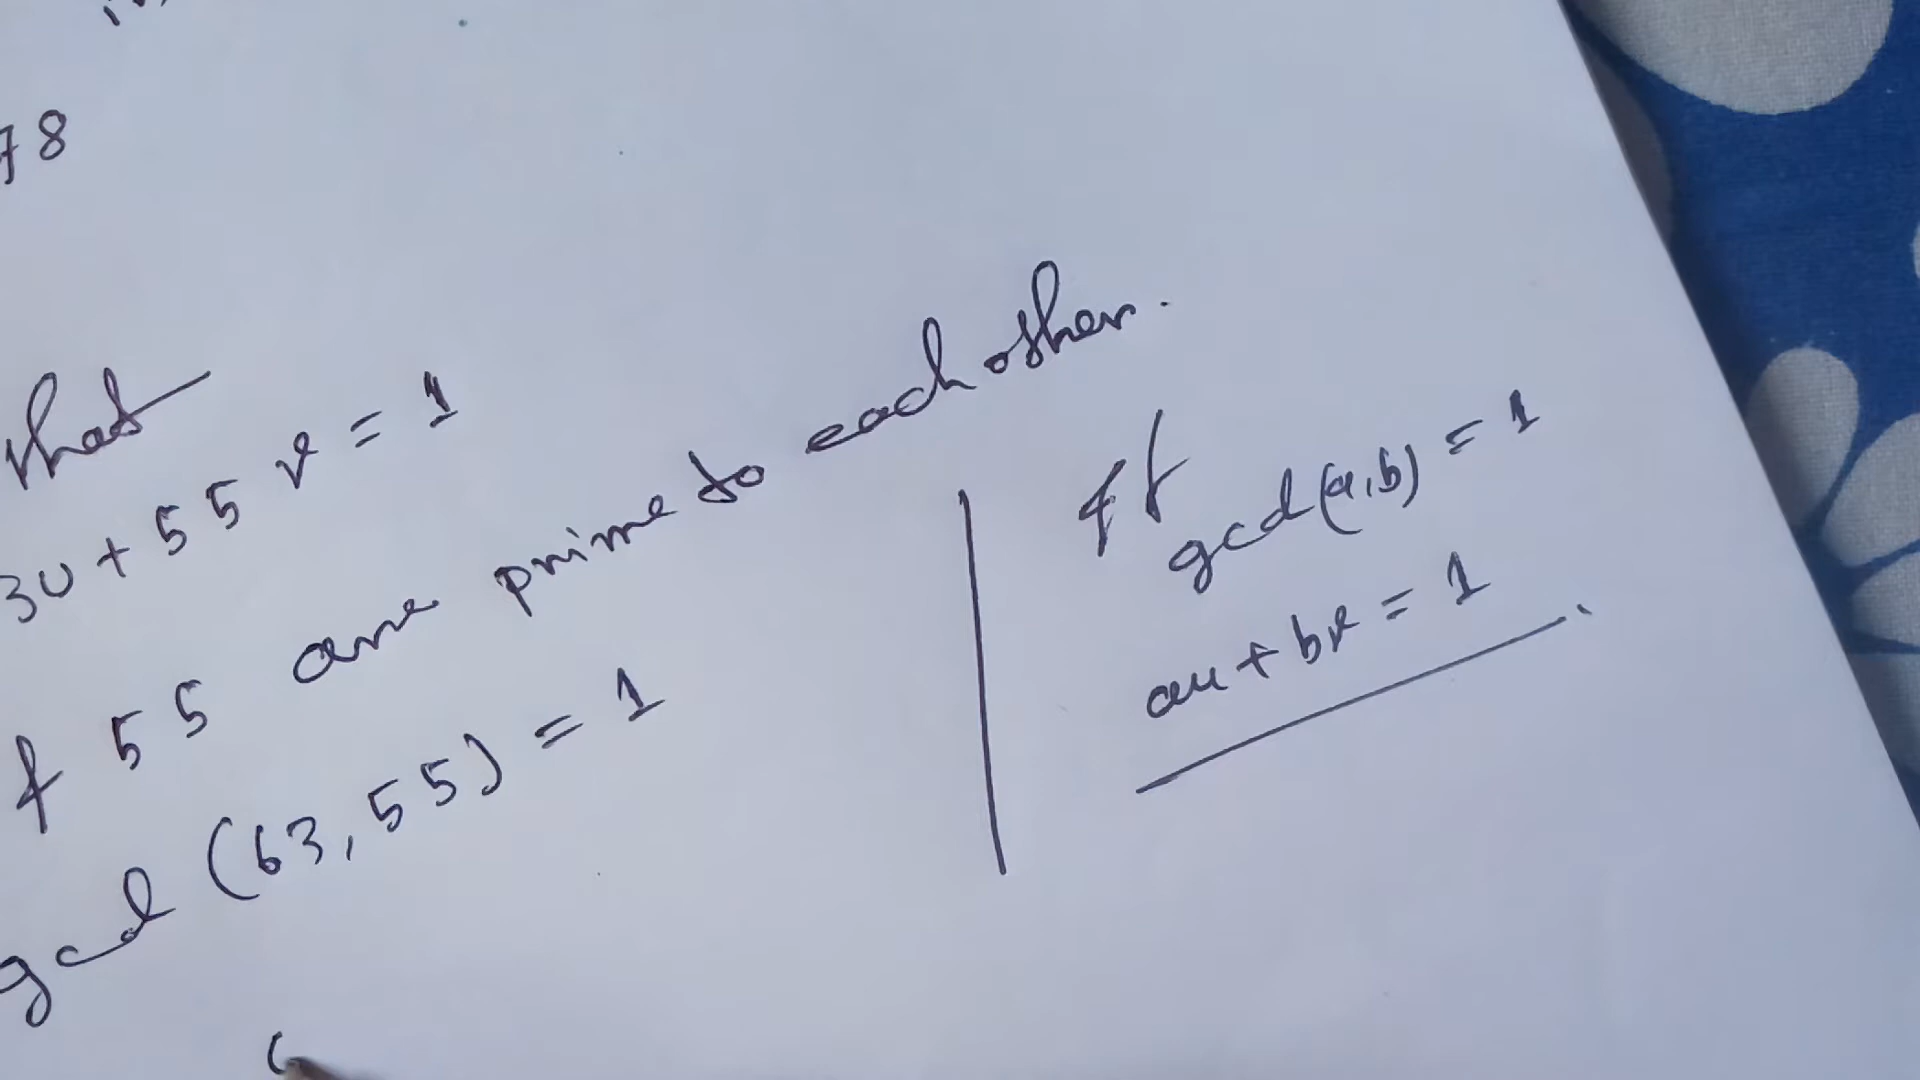 78
that
3u + 55v = 1
& 55 are prime to each other.
gcd (63, 55) = 1
If
gcd(a,b) = 1
au + bv = 1